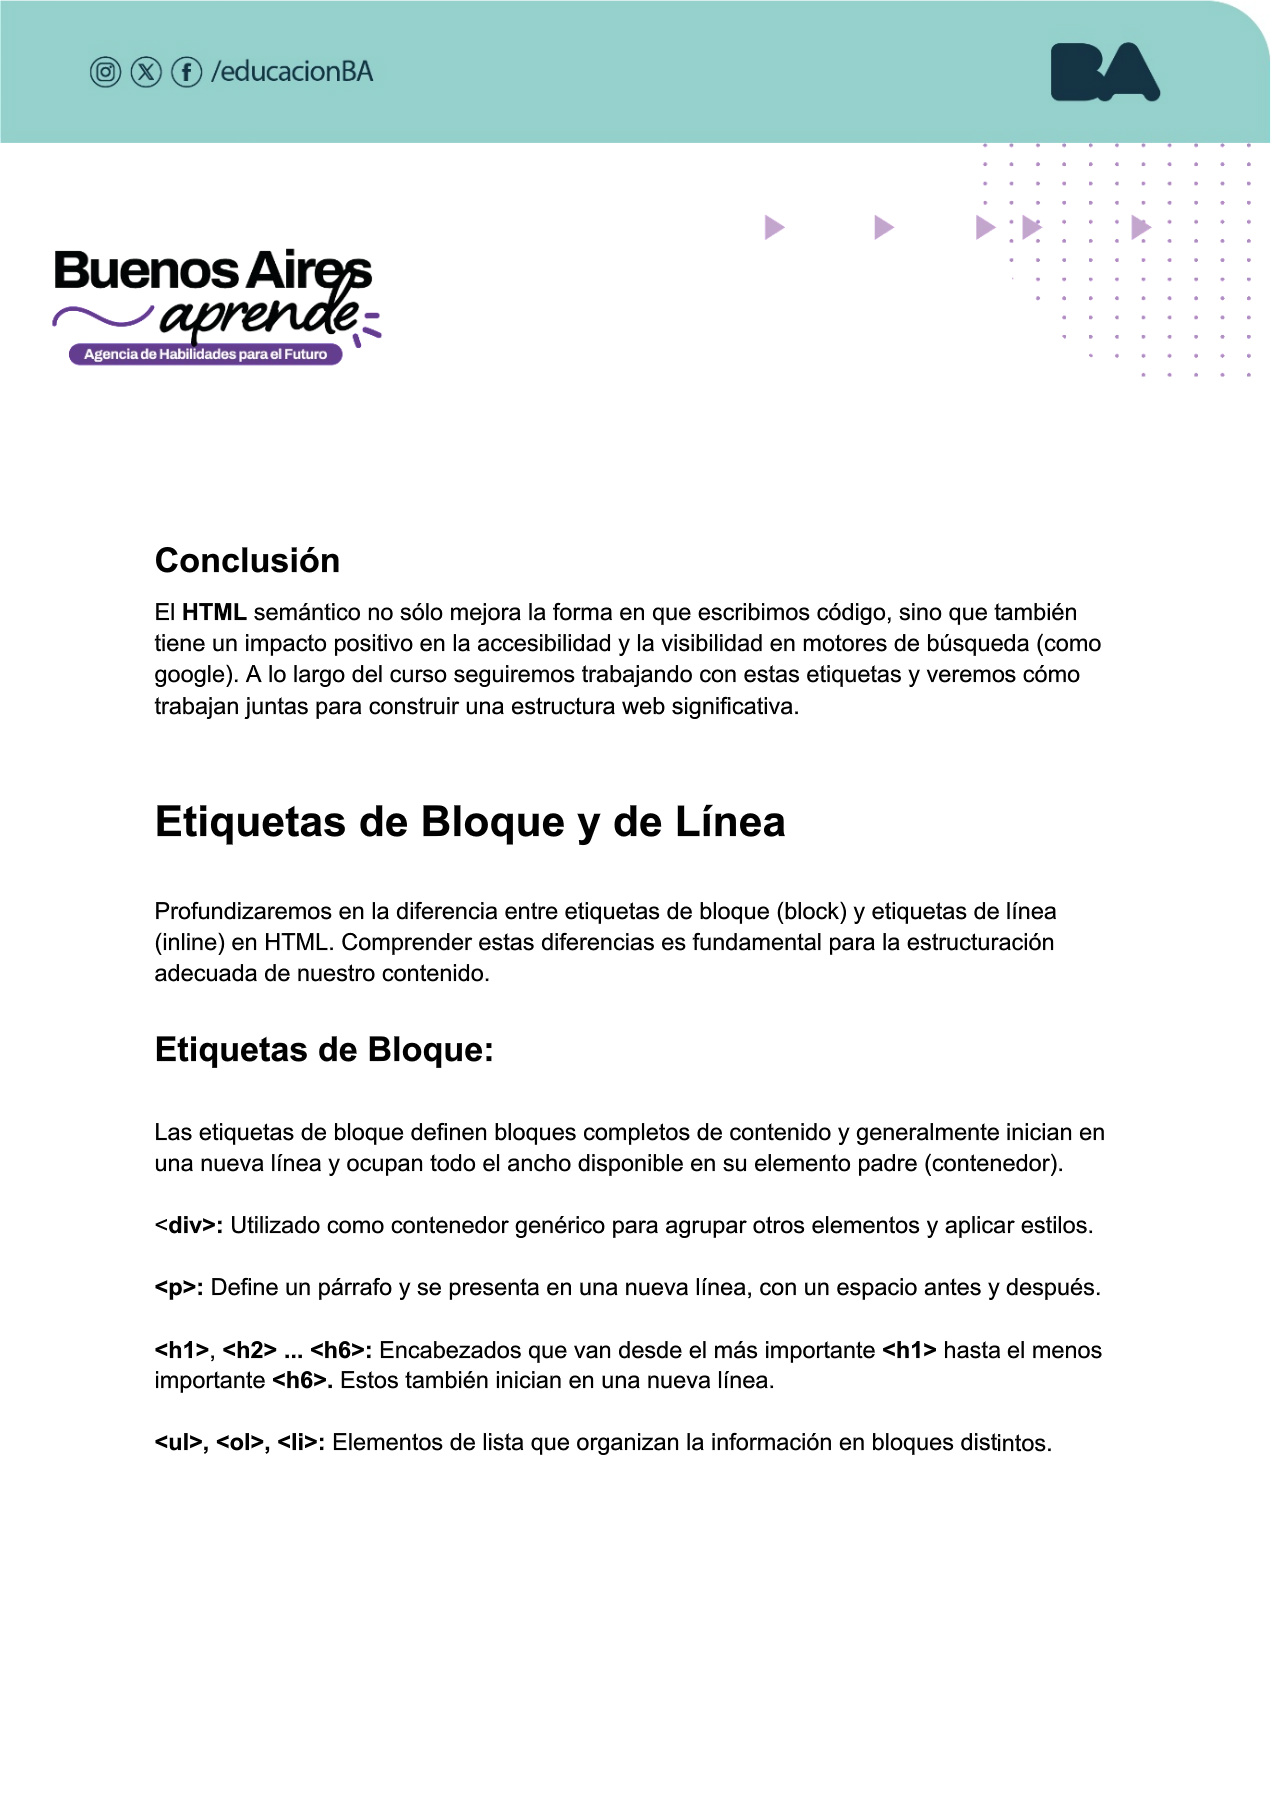 /educacionBA
BA
Buenos Aires
aprende
Agencia de Habilidades para el Futuro
Conclusión
El HTML semántico no sólo mejora la forma en que escribimos código, sino que también
tiene un impacto positivo en la accesibilidad y la visibilidad en motores de búsqueda (como
google). A lo largo del curso seguiremos trabajando con estas etiquetas y veremos cómo
trabajan juntas para construir una estructura web significativa.
Etiquetas de Bloque y de Línea
Profundizaremos en la diferencia entre etiquetas de bloque (block) y etiquetas de línea
(inline) en HTML. Comprender estas diferencias es fundamental para la estructuración
adecuada de nuestro contenido.
Etiquetas de Bloque:
Las etiquetas de bloque definen bloques completos de contenido y generalmente inician en
una nueva línea y ocupan todo el ancho disponible en su elemento padre (contenedor).
<div>: Utilizado como contenedor genérico para agrupar otros elementos y aplicar estilos.
<p>: Define un párrafo y se presenta en una nueva línea, con un espacio antes y después.
<h1>, <h2> ... <h6>: Encabezados que van desde el más importante <h1> hasta el menos
importante <h6>. Estos también inician en una nueva línea.
<ul>, <ol>, <li>: Elementos de lista que organizan la información en bloques distintos.